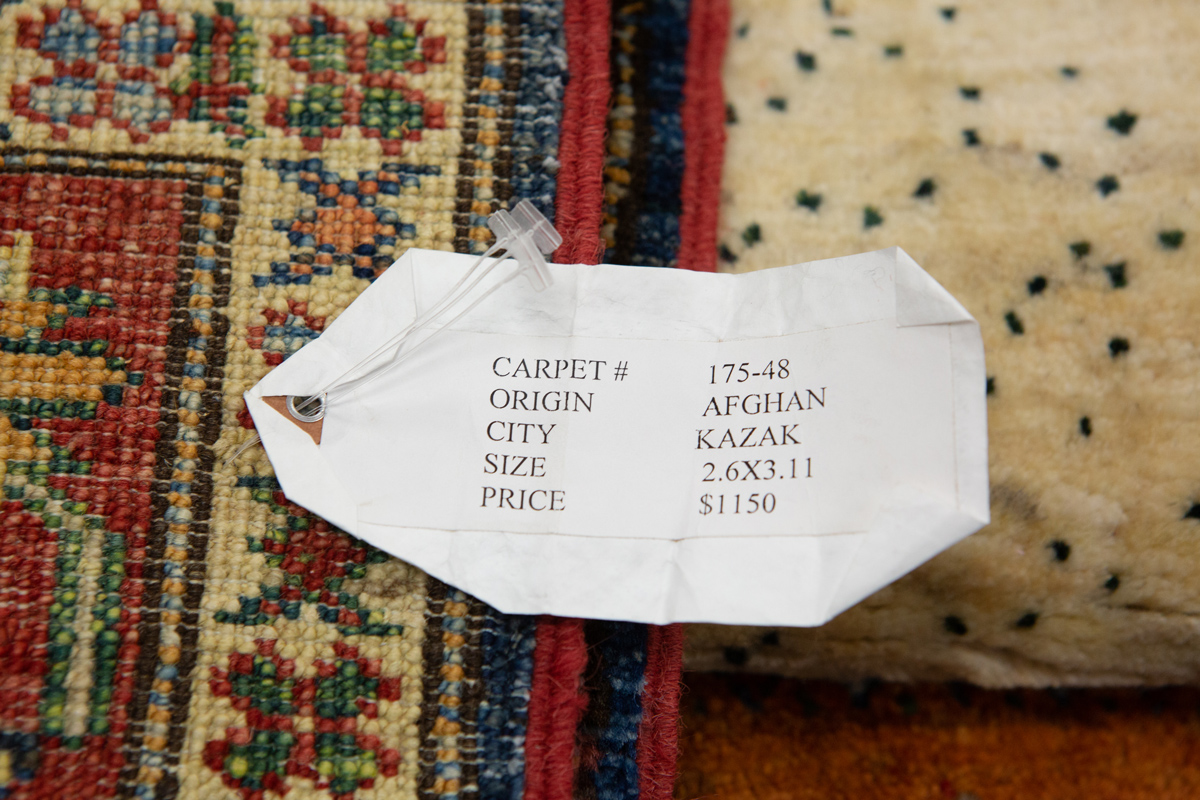 CARPET # 175-48
ORIGIN AFGHAN
CITY KAZAK
SIZE 2.6X3.11
PRICE $1150